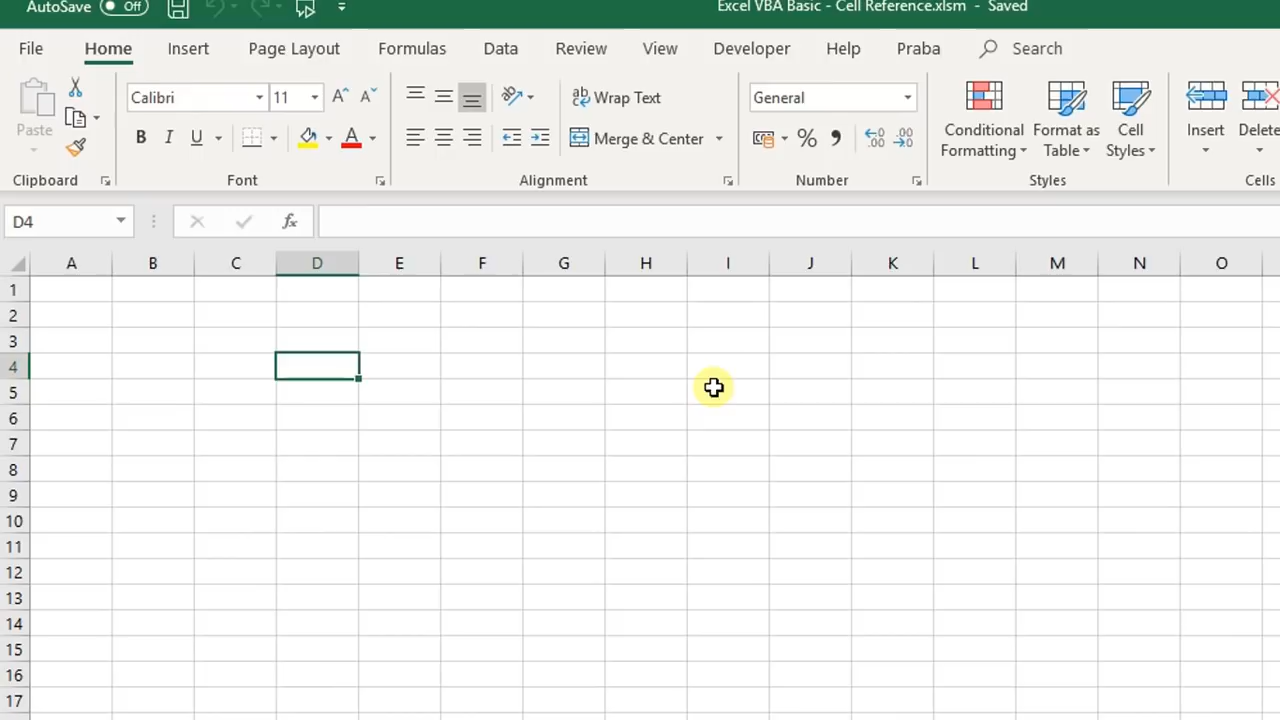 AutoSave Off Excel VBA Basic - Cell Reference.xlsm - Saved
File Home Insert Page Layout Formulas Data Review View Developer Help Praba Search
Calibri 11 A A ab Wrap Text General
Paste B I U A Merge & Center % Conditional Formatting Format as Table Cell Styles Insert Delete
Clipboard Font Alignment Number Styles Cells
D4 fx
A B C D E F G H I J K L M N O
1
2
3
4
5
6
7
8
9
10
11
12
13
14
15
16
17